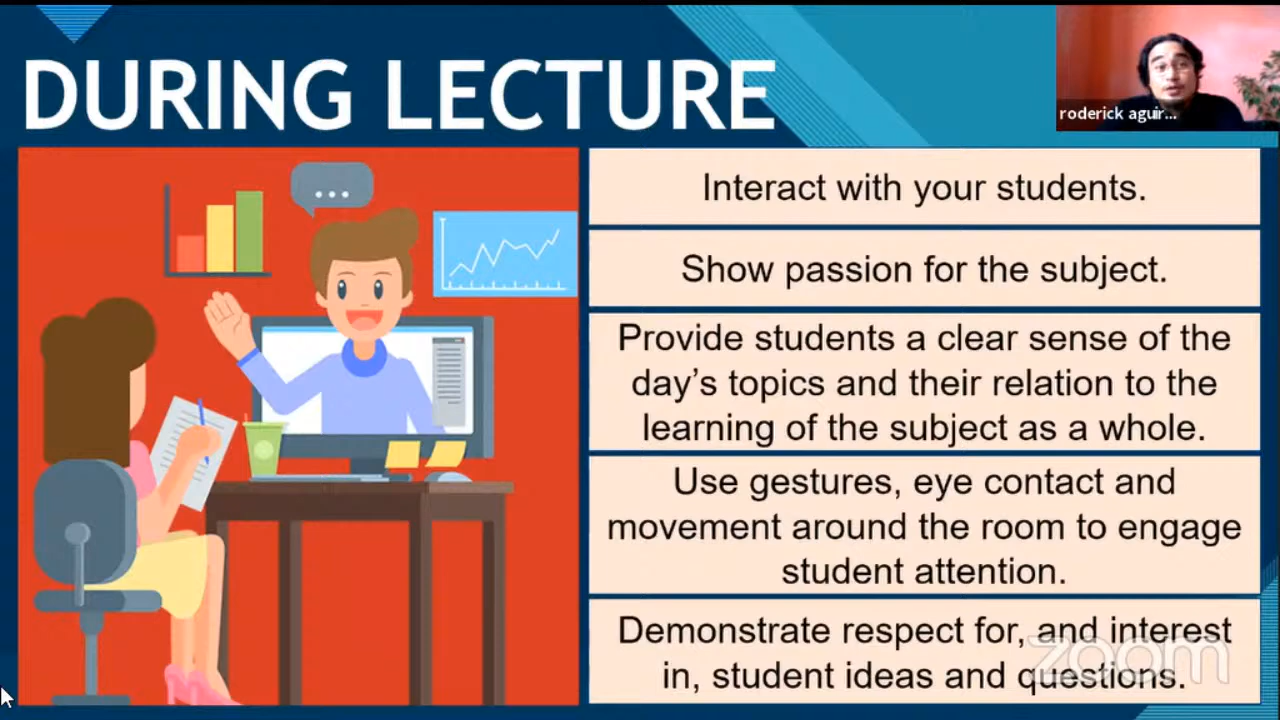 DURING LECTURE
roderick aguir...
Interact with your students.
Show passion for the subject.
Provide students a clear sense of the
day's topics and their relation to the
learning of the subject as a whole.
Use gestures, eye contact and
movement around the room to engage
student attention.
Demonstrate respect for, and interest
in, student ideas and questions.
zoom